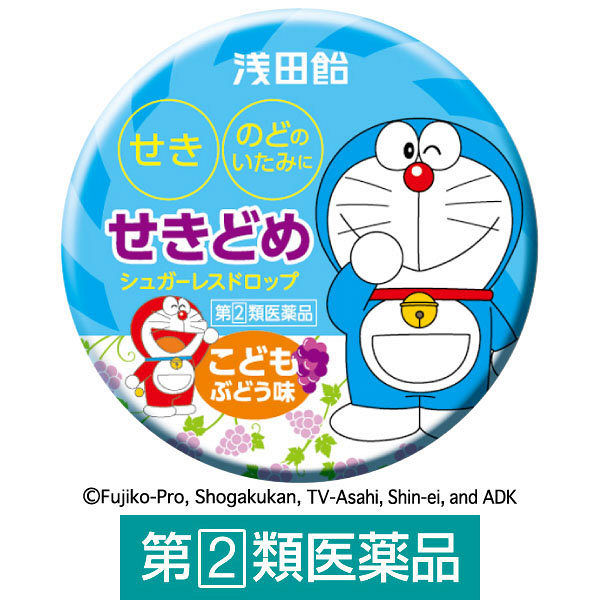 浅田飴
せき
のどの
いたみに
せきどめ
シュガーレスドロップ
第②類医薬品
こども
ぶどう味
©Fujiko-Pro, Shogakukan, TV-Asahi, Shin-ei, and ADK
第②類医薬品